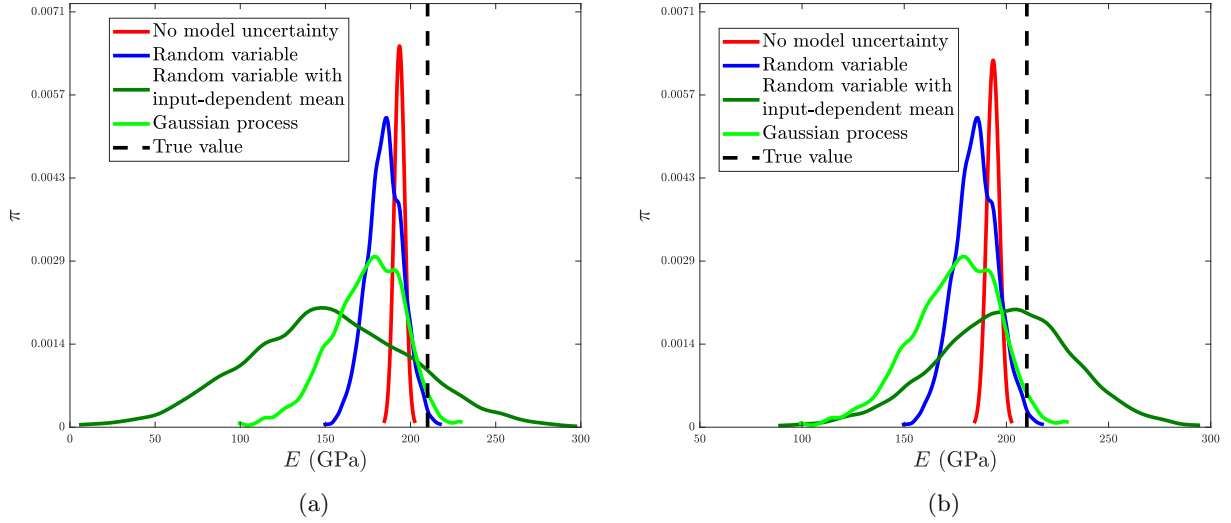 0.0071
0.0057
0.0043
0.0029
0.0014
0
π
No model uncertainty
Random variable
Random variable with
input-dependent mean
Gaussian process
True value
0 50 100 150 200 250 300
E (GPa)
(a)
0.0071
0.0057
0.0043
0.0029
0.0014
0
π
No model uncertainty
Random variable
Random variable with
input-dependent mean
Gaussian process
True value
50 100 150 200 250 300
E (GPa)
(b)